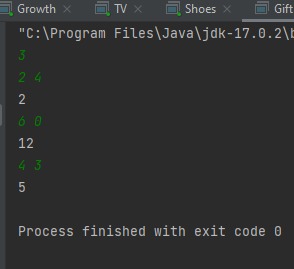 Growth TV Shoes Gift
"C:\Program Files\Java\jdk-17.0.2\b
3
2 4
2
6 0
12
4 3
5
Process finished with exit code 0